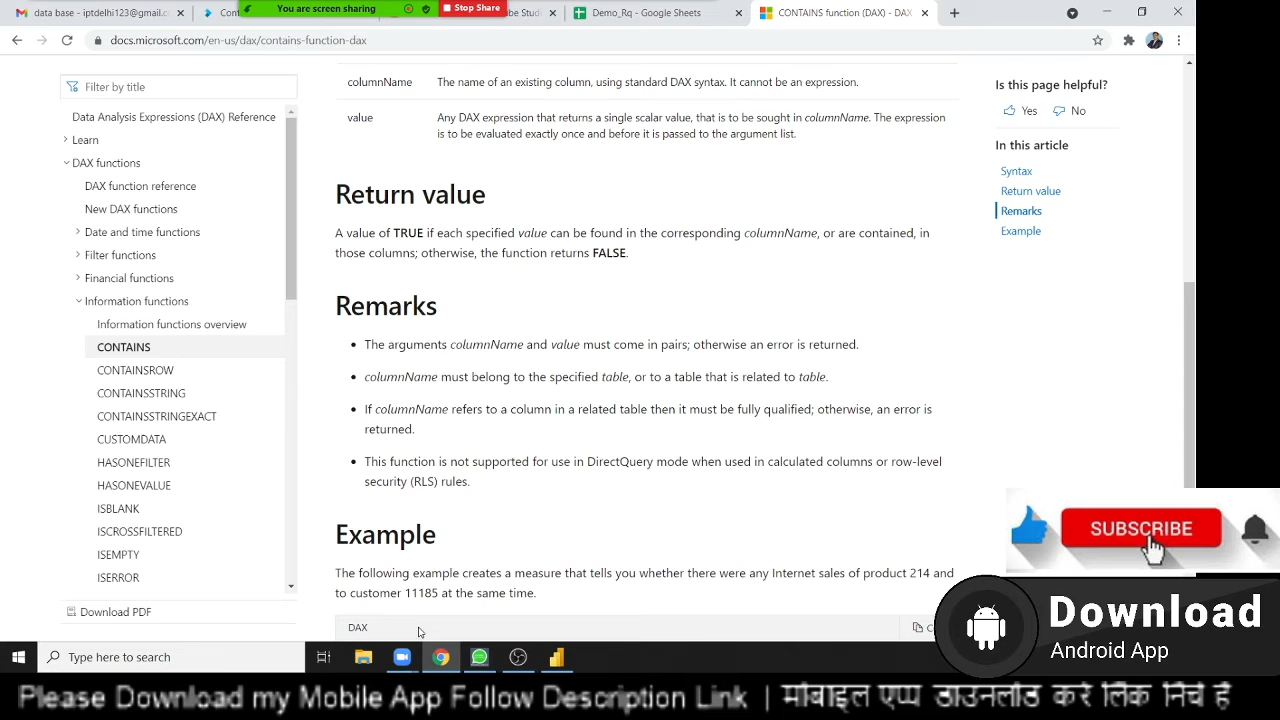 data base - iptdelhi123@gmail.c
Con
You are screen sharing
Stop Share
be Studi
Demo_Rq - Google Sheets
CONTAINS function (DAX) - DAX
docs.microsoft.com/en-us/dax/contains-function-dax
Filter by title
Data Analysis Expressions (DAX) Reference
Learn
DAX functions
DAX function reference
New DAX functions
Date and time functions
Filter functions
Financial functions
Information functions
Information functions overview
CONTAINS
CONTAINSROW
CONTAINSSTRING
CONTAINSSTRINGEXACT
CUSTOMDATA
HASONEFILTER
HASONEVALUE
ISBLANK
ISCROSSFILTERED
ISEMPTY
ISERROR
Download PDF
columnName The name of an existing column, using standard DAX syntax. It cannot be an expression.
value Any DAX expression that returns a single scalar value, that is to be sought in columnName. The expression
is to be evaluated exactly once and before it is passed to the argument list.
Return value
A value of TRUE if each specified value can be found in the corresponding columnName, or are contained, in
those columns; otherwise, the function returns FALSE.
Remarks
• The arguments columnName and value must come in pairs; otherwise an error is returned.
• columnName must belong to the specified table, or to a table that is related to table.
• If columnName refers to a column in a related table then it must be fully qualified; otherwise, an error is
returned.
• This function is not supported for use in DirectQuery mode when used in calculated columns or row-level
security (RLS) rules.
Example
The following example creates a measure that tells you whether there were any Internet sales of product 214 and
to customer 11185 at the same time.
DAX
Is this page helpful?
Yes No
In this article
Syntax
Return value
Remarks
Example
SUBSCRIBE
Download
Android App
Type here to search
Please Download my Mobile App Follow Description Link | मोबाइल एप्प डाउनलोड करे लिंक निचे है